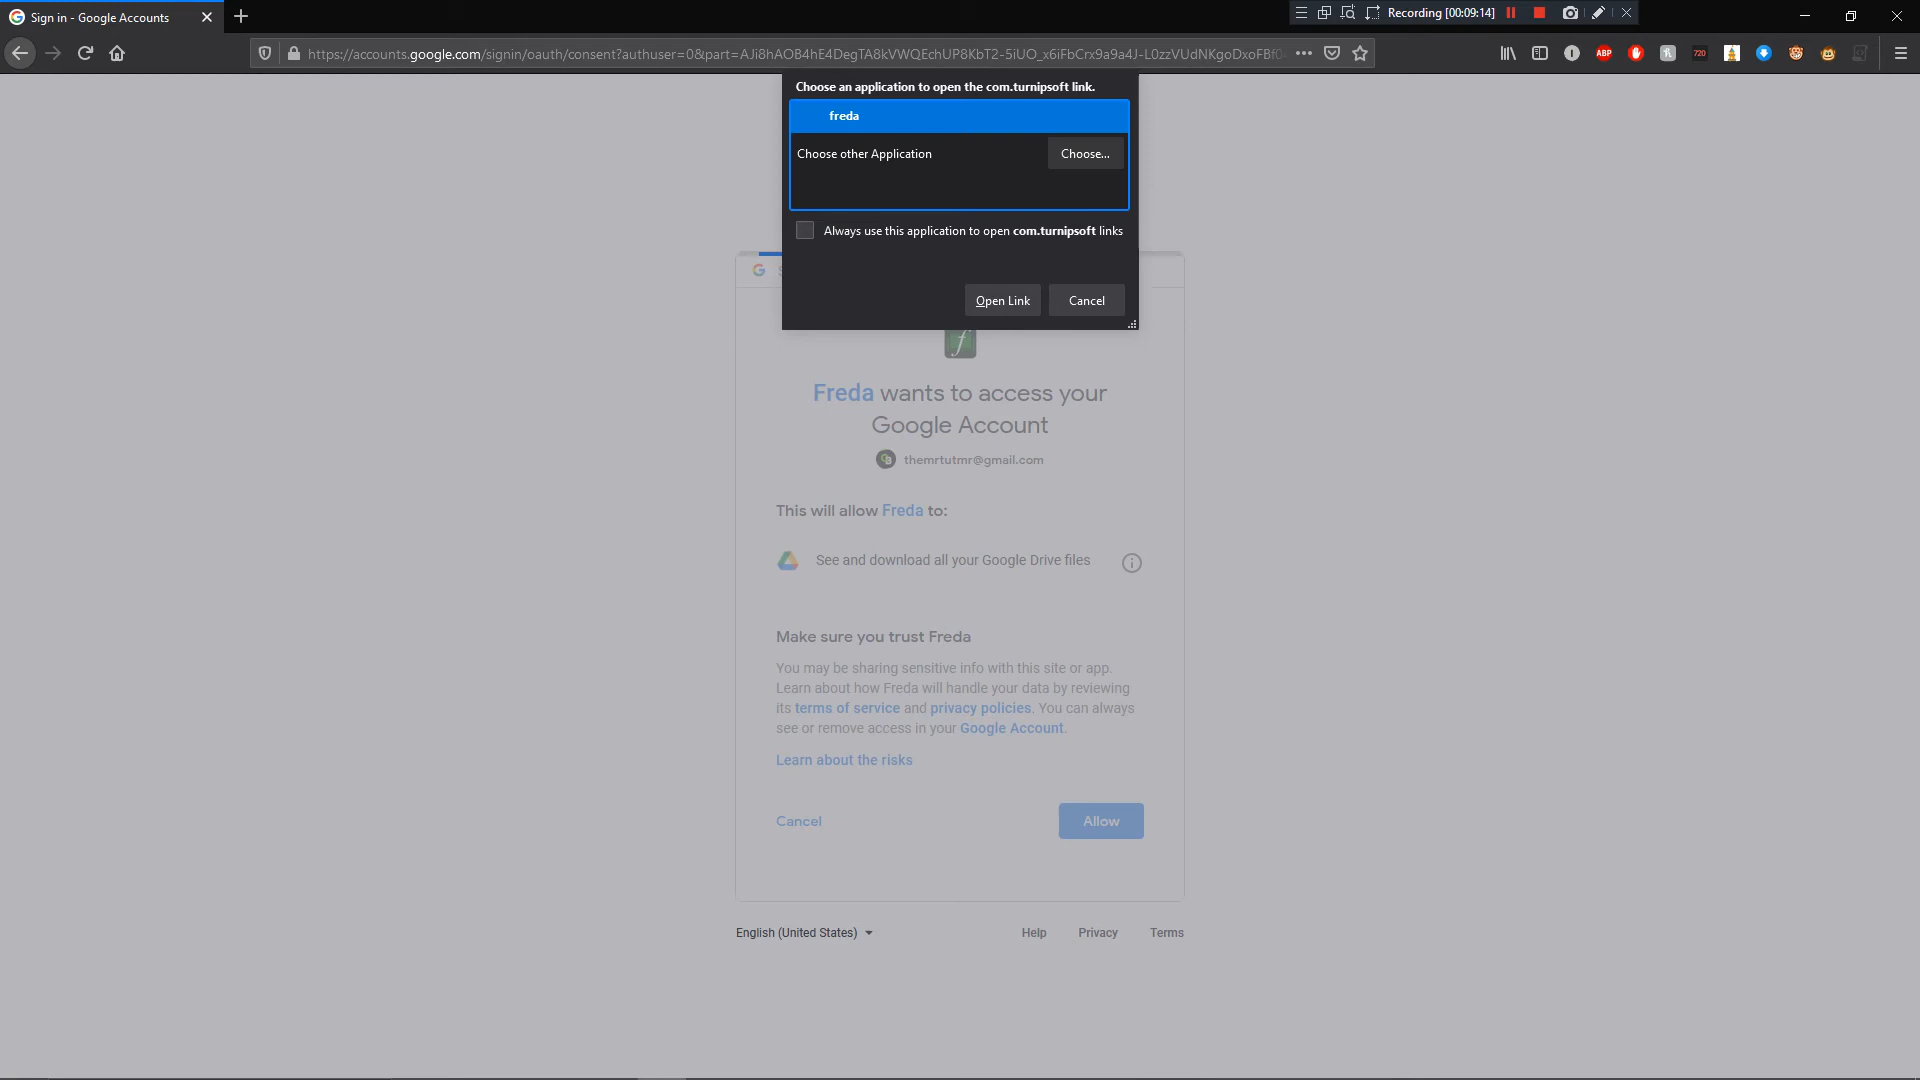 Sign in - Google Accounts
Recording [00:09:14]
https://accounts.google.com/signin/oauth/consent?authuser=0&part=AJi8hAOB4hE4DegTA8kVWQEchUP8KbT2-5iUO_x6iFbCrx9a9a4J-L0zzVUdNKgoDxoFBf0
ABP
720
Choose an application to open the com.turnipsoft link.
freda
Choose other Application
Choose...
Always use this application to open com.turnipsoft links
Open Link
Cancel
Freda wants to access your
Google Account
themrtutmr@gmail.com
This will allow Freda to:
See and download all your Google Drive files
Make sure you trust Freda
You may be sharing sensitive info with this site or app.
Learn about how Freda will handle your data by reviewing
its terms of service and privacy policies. You can always
see or remove access in your Google Account.
Learn about the risks
Cancel
Allow
English (United States)
Help
Privacy
Terms